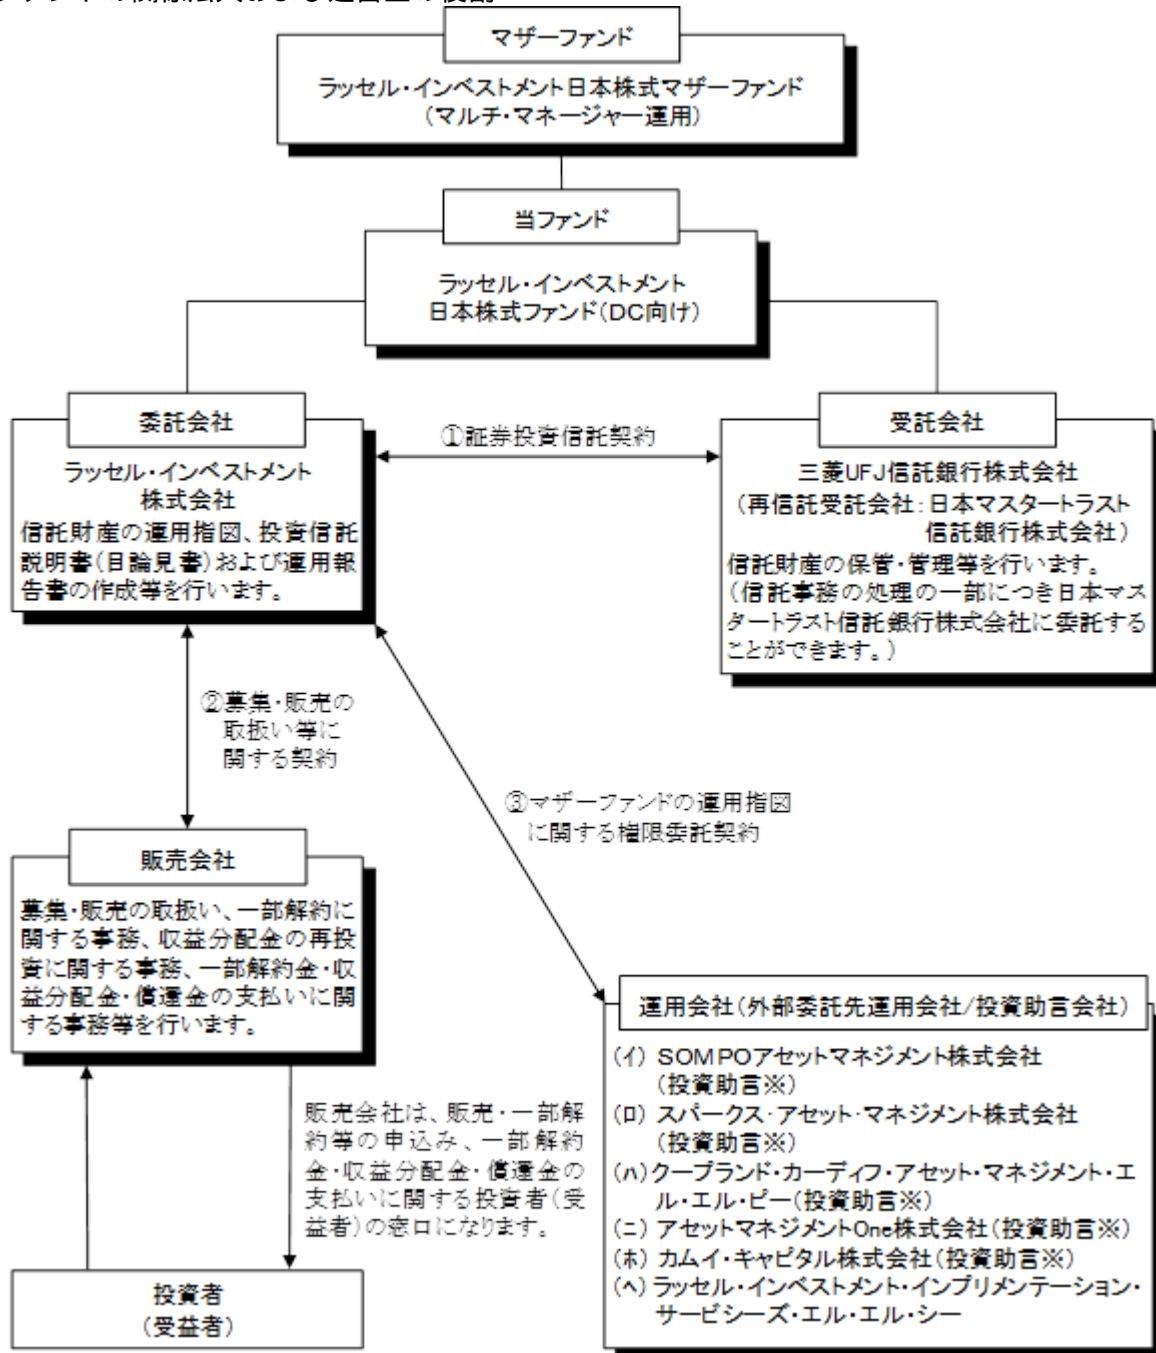 マザーファンド
ラッセル・インベストメント日本株式マザーファンド
（マルチ・マネージャー運用）
当ファンド
ラッセル・インベストメント
日本株式ファンド（DC向け）
委託会社
ラッセル・インベストメント
株式会社
信託財産の運用指図、投資信託
説明書（目論見書）および運用報
告書の作成等を行います。
①証券投資信託契約
受託会社
三菱UFJ信託銀行株式会社
（再信託受託会社：日本マスタートラスト
信託銀行株式会社）
信託財産の保管・管理等を行います。
（信託事務の処理の一部につき日本マス
タートラスト信託銀行株式会社に委託する
ことができます。）
②募集・販売の
取扱い等に
関する契約
③マザーファンドの運用指図
に関する権限委託契約
販売会社
募集・販売の取扱い、一部解約に
関する事務、収益分配金の再投
資に関する事務、一部解約金・収
益分配金・償還金の支払いに関
する事務等を行います。
販売会社は、販売・一部解
約等の申込み、一部解約
金・収益分配金・償還金の
支払いに関する投資者（受
益者）の窓口になります。
投資者
（受益者）
運用会社（外部委託先運用会社/投資助言会社）
（イ） SOMPOアセットマネジメント株式会社
（投資助言※）
（ロ） スパークス・アセット・マネジメント株式会社
（投資助言※）
（ハ）クープランド・カーディフ・アセット・マネジメント・エ
ル・エル・ピー（投資助言※）
（ニ） アセットマネジメントOne株式会社（投資助言※）
（ホ） カムイ・キャピタル株式会社（投資助言※）
（ヘ） ラッセル・インベストメント・インプリメンテーション・
サービシーズ・エル・エル・シー